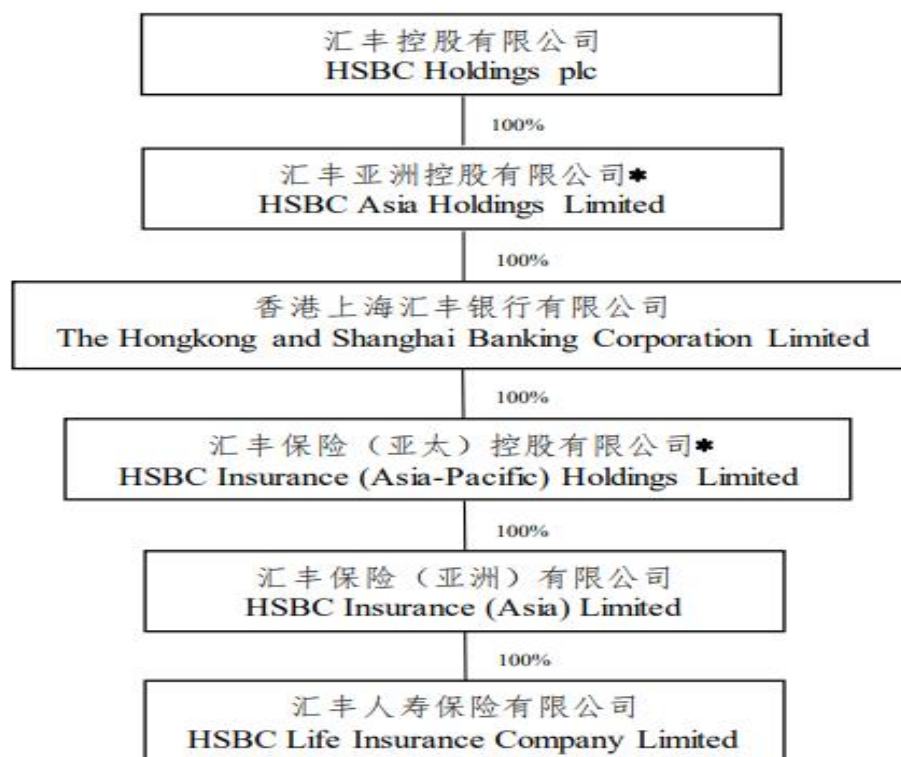 汇丰控股有限公司
HSBC Holdings plc
100%
汇丰亚洲控股有限公司*
HSBC Asia Holdings Limited
100%
香港上海汇丰银行有限公司
The Hongkong and Shanghai Banking Corporation Limited
100%
汇丰保险（亚太）控股有限公司*
HSBC Insurance (Asia-Pacific) Holdings Limited
100%
汇丰保险（亚洲）有限公司
HSBC Insurance (Asia) Limited
100%
汇丰人寿保险有限公司
HSBC Life Insurance Company Limited